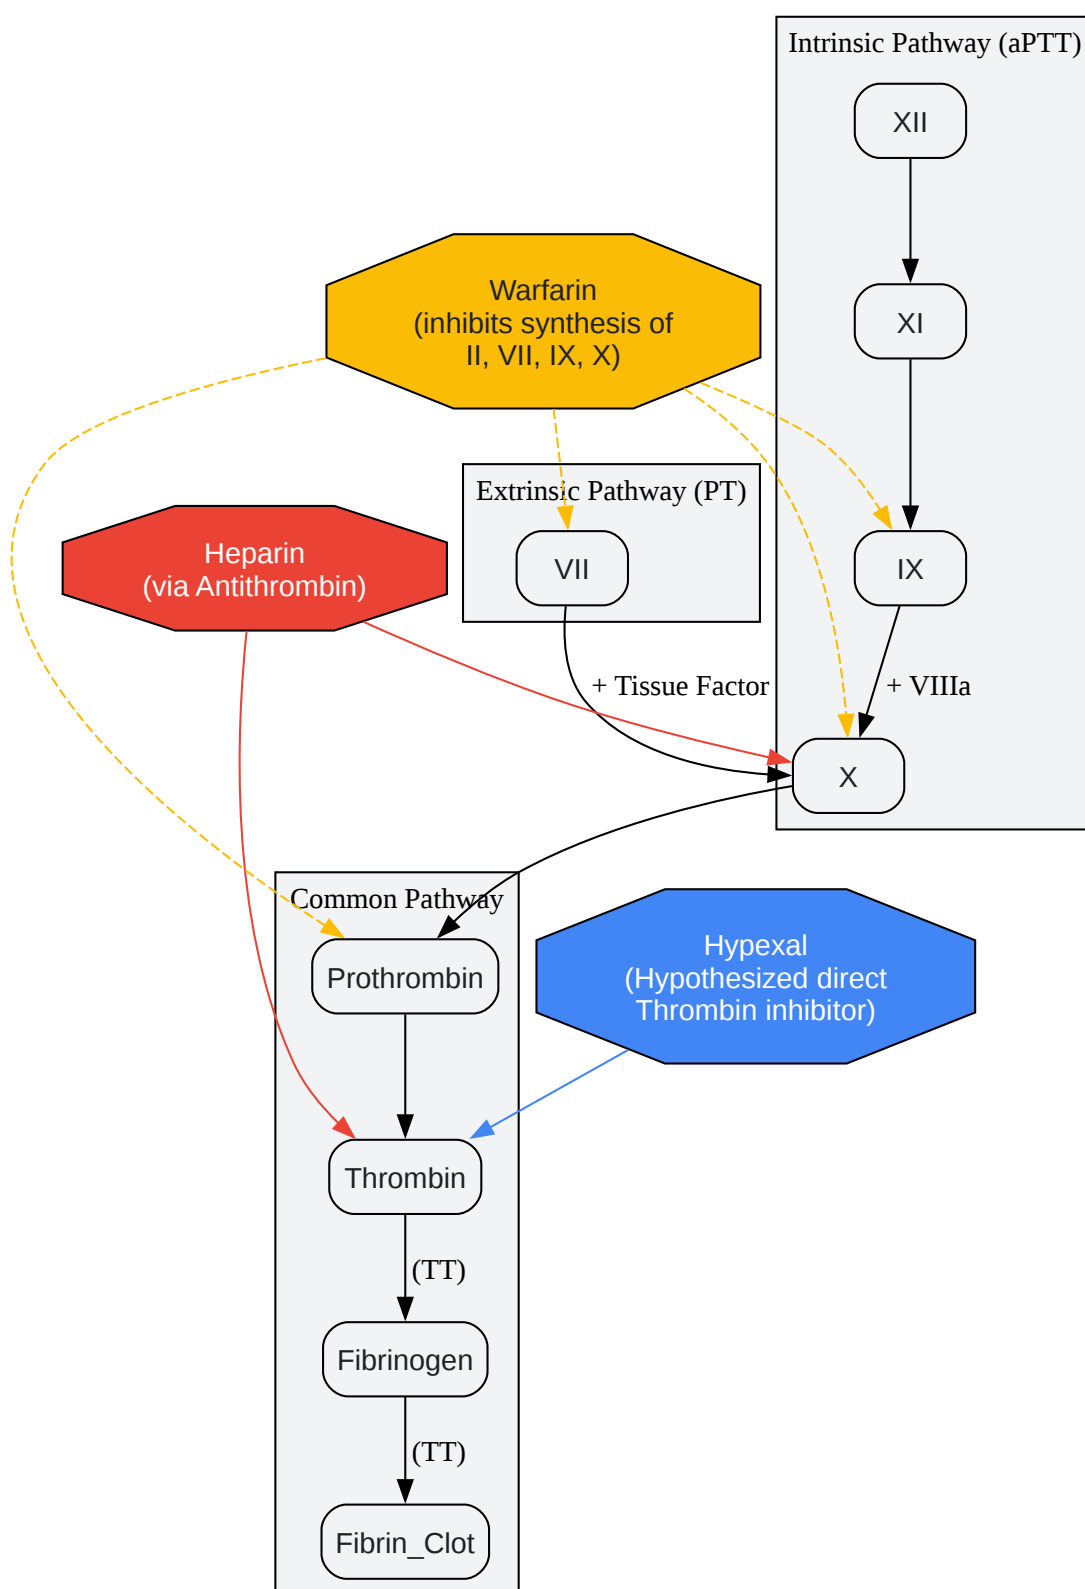 Intrinsic Pathway (aPTT)
XII
Warfarin
(inhibits synthesis of
II, VII, IX, X)
XI
Extrinsic Pathway (PT)
Heparin
(via Antithrombin)
VII
IX
+ Tissue Factor
+ VIIIa
X
Common Pathway
Prothrombin
Hypexal
(Hypothesized direct
Thrombin inhibitor)
Thrombin
(TT)
Fibrinogen
(TT)
Fibrin_Clot